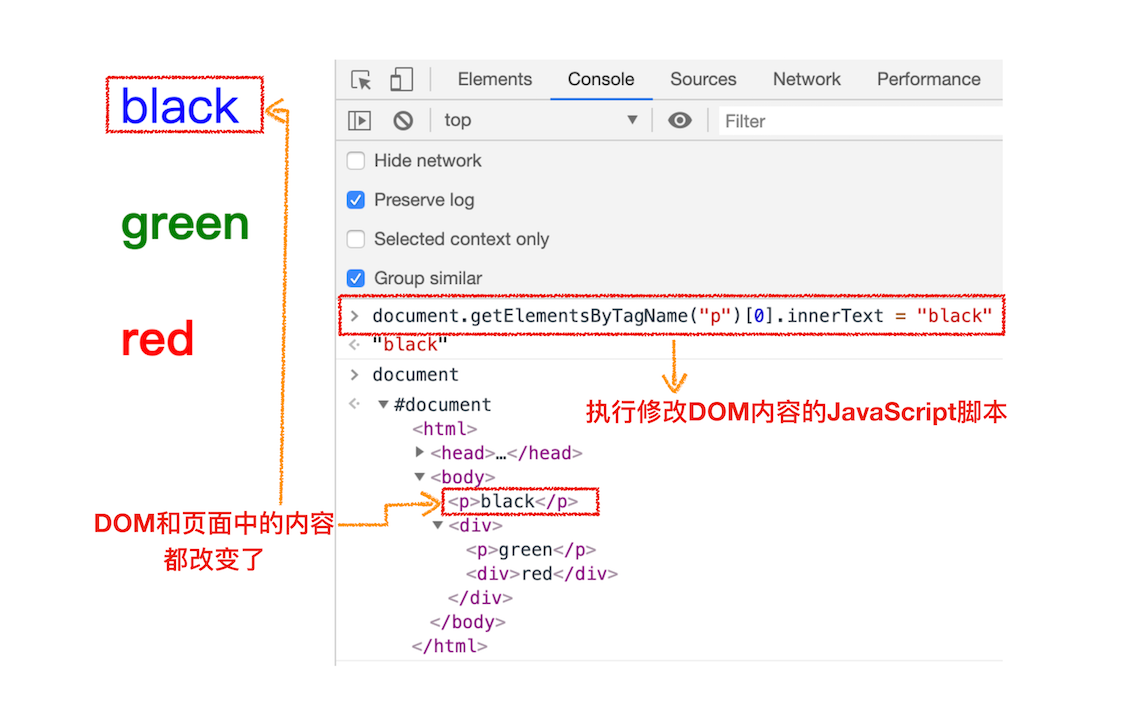 black
green
red
DOM和页面中的内容
都改变了
Elements Console Sources Network Performance
top ▼ Filter
Hide network
Preserve log
Selected context only
Group similar
> document.getElementsByTagName("p")[0].innerText = "black"
"black"
> document
▼#document
<html>
▶<head>…</head>
▼<body>
<p>black</p>
▼<div>
<p>green</p>
<div>red</div>
</div>
</body>
</html>
执行修改DOM内容的JavaScript脚本